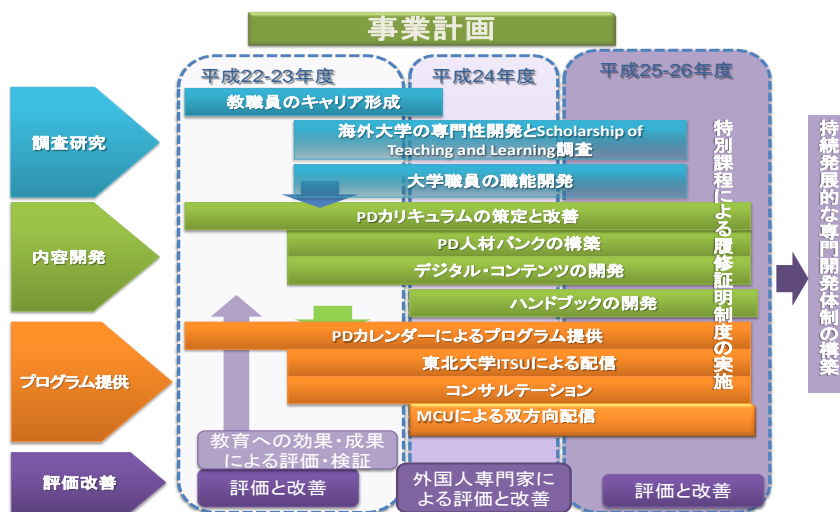 事業計画
平成22-23年度
平成24年度
平成25-26年度
調査研究
教職員のキャリア形成
海外大学の専門性開発とScholarship of
Teaching and Learning調査
大学職員の職能開発
内容開発
PDカリキュラムの策定と改善
PD人材バンクの構築
デジタル・コンテンツの開発
ハンドブックの開発
プログラム提供
PDカレンダーによるプログラム提供
東北大学ITSUによる配信
コンサルテーション
MCUによる双方向配信
特別課程による履修証明制度の実施
持続発展的な専門開発体制の構築
評価改善
教育への効果・成果
による評価・検証
評価と改善
外国人専門家に
よる評価と改善
評価と改善